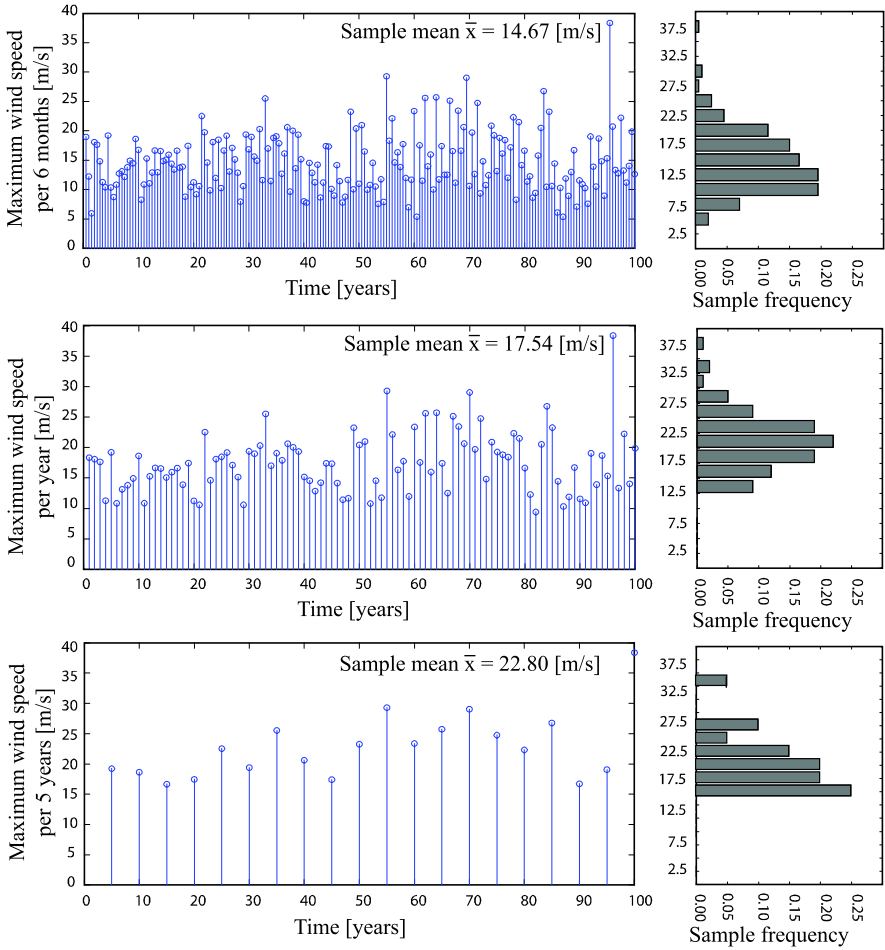 Maximum wind speed
per 6 months [m/s]
40
35
30
25
20
15
10
5
0
Sample mean x̅ = 14.67 [m/s]
0 10 20 30 40 50 60 70 80 90 100
Time [years]
37.5
32.5
27.5
22.5
17.5
12.5
7.5
2.5
0.00 0.05 0.10 0.15 0.20 0.25
Sample frequency
Maximum wind speed
per year [m/s]
40
35
30
25
20
15
10
5
0
Sample mean x̅ = 17.54 [m/s]
0 10 20 30 40 50 60 70 80 90 100
Time [years]
37.5
32.5
27.5
22.5
17.5
12.5
7.5
2.5
0.00 0.05 0.10 0.15 0.20 0.25
Sample frequency
Maximum wind speed
per 5 years [m/s]
40
35
30
25
20
15
10
5
0
Sample mean x̅ = 22.80 [m/s]
0 10 20 30 40 50 60 70 80 90 100
Time [years]
37.5
32.5
27.5
22.5
17.5
12.5
7.5
2.5
0.00 0.05 0.10 0.15 0.20 0.25
Sample frequency